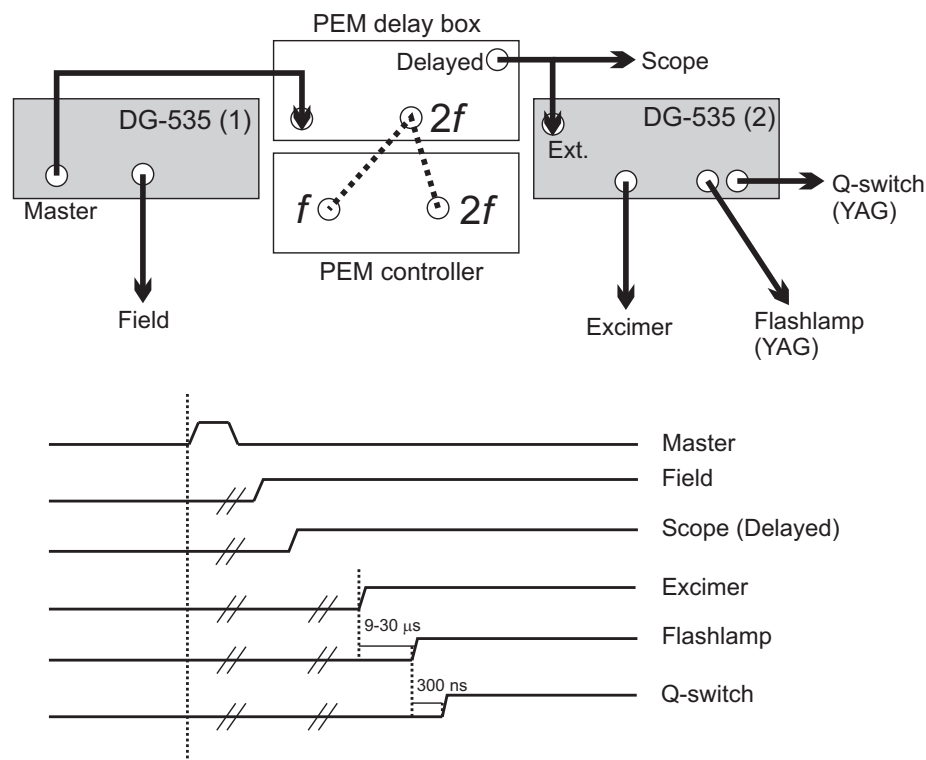 PEM delay box
Delayed
Scope
DG-535 (1)
2f
DG-535 (2)
Ext.
Master
f
2f
Q-switch
(YAG)
PEM controller
Field
Excimer
Flashlamp
(YAG)
Master
Field
Scope (Delayed)
Excimer
9-30 μs
Flashlamp
300 ns
Q-switch